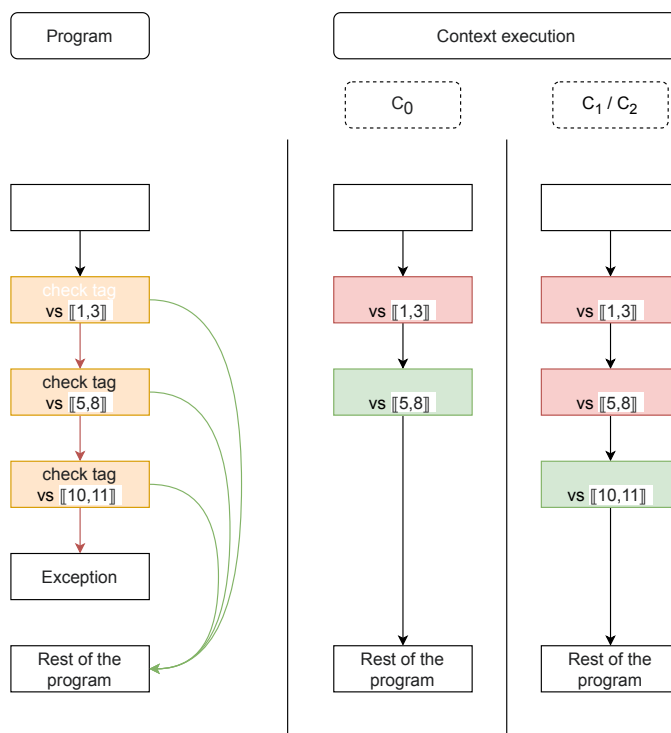 Program
Context execution
C0
C1 / C2
check tag
vs ⟦1,3⟧
check tag
vs ⟦5,8⟧
check tag
vs ⟦10,11⟧
Exception
Rest of the
program
vs ⟦1,3⟧
vs ⟦5,8⟧
Rest of the
program
vs ⟦1,3⟧
vs ⟦5,8⟧
vs ⟦10,11⟧
Rest of the
program